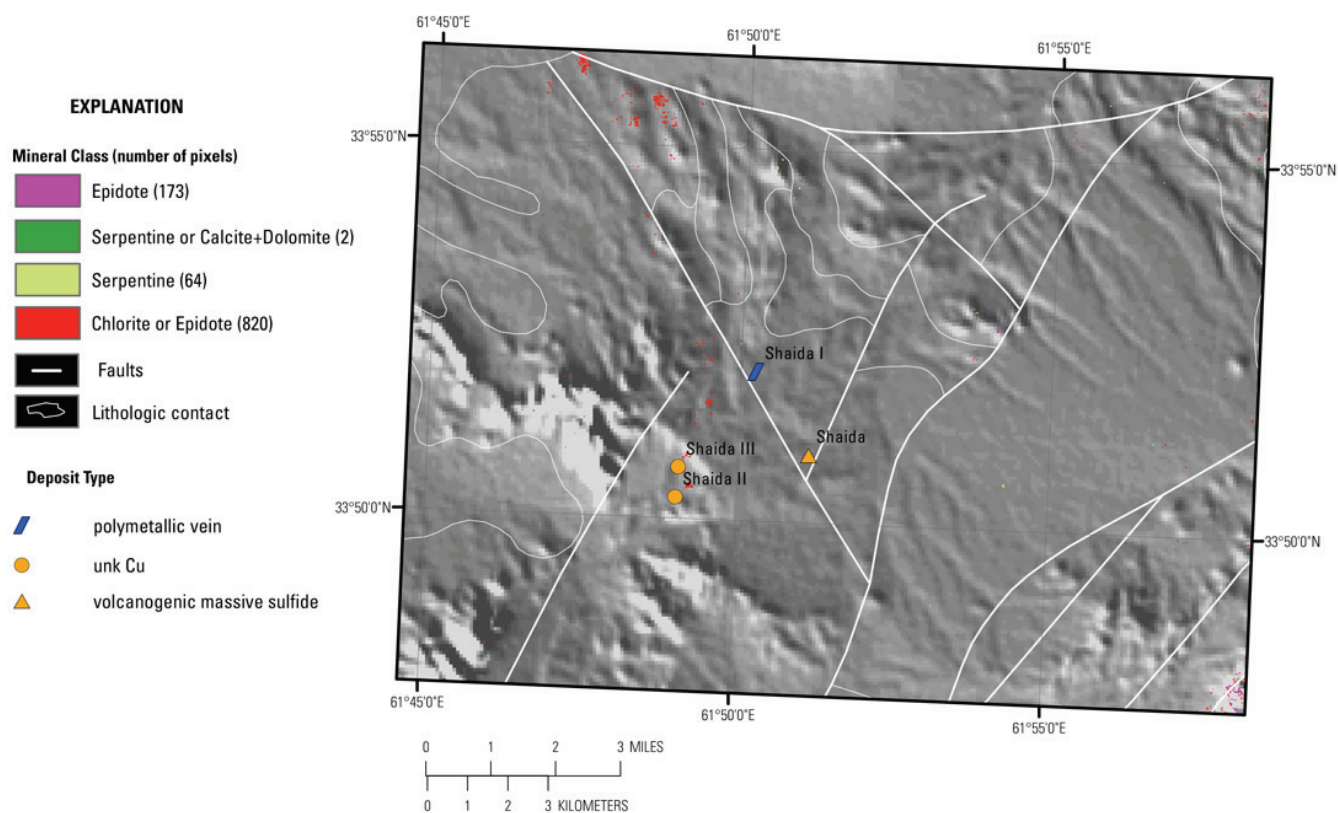 EXPLANATION
Mineral Class (number of pixels)
Epidote (173)
Serpentine or Calcite+Dolomite (2)
Serpentine (64)
Chlorite or Epidote (820)
Faults
Lithologic contact
Deposit Type
polymetallic vein
unk Cu
volcanogenic massive sulfide
61°45'0"E
61°50'0"E
61°55'0"E
33°55'0"N
33°55'0"N
Shaida I
Shaida
Shaida III
Shaida II
33°50'0"N
33°50'0"N
61°45'0"E
61°50'0"E
61°55'0"E
0 1 2 3 MILES
0 1 2 3 KILOMETERS